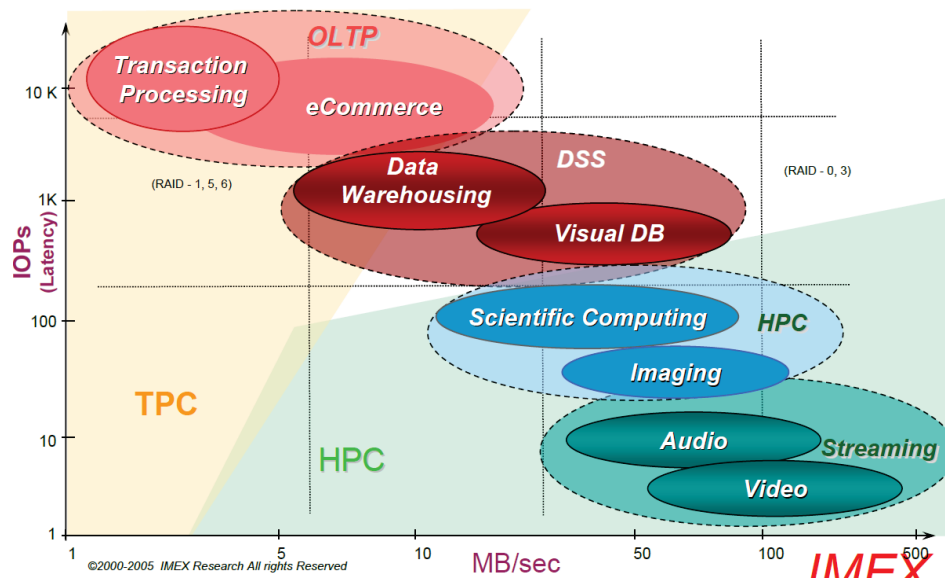 OLTP
Transaction
Processing
eCommerce
10 K
Data
Warehousing
DSS
(RAID - 1, 5, 6)
(RAID - 0, 3)
1K
Visual DB
IOPs
(Latency)
100
Scientific Computing
HPC
Imaging
TPC
10
HPC
Audio
Streaming
Video
1
1
5
10
50
100
500
©2000-2005 IMEX Research All rights Reserved
MB/sec
IMEX